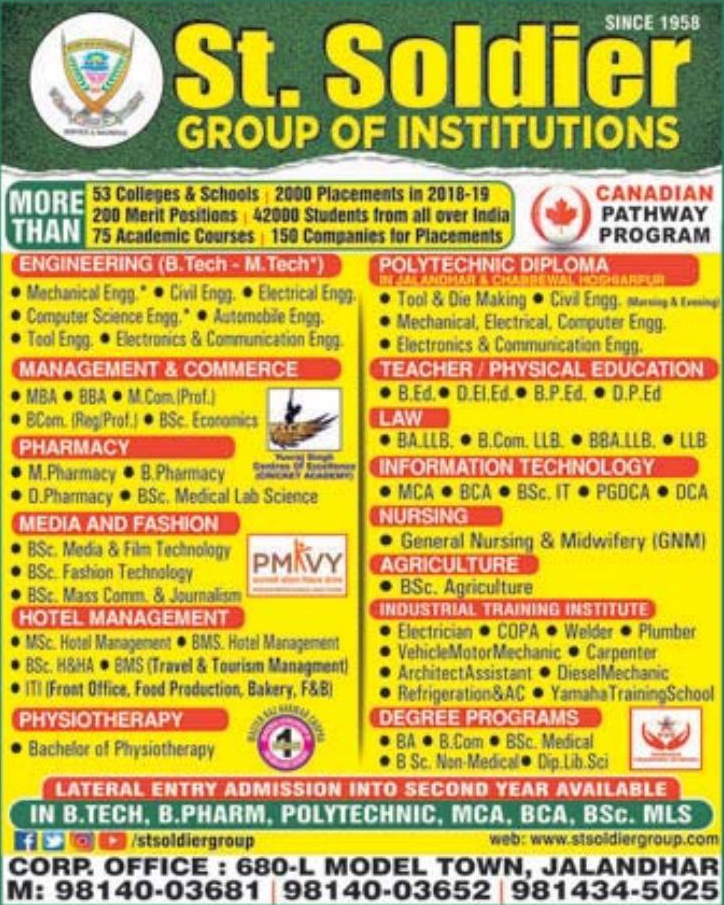 SINCE 1958
St. Soldier
GROUP OF INSTITUTIONS
MORE THAN
53 Colleges & Schools | 2000 Placements in 2018-19
200 Merit Positions | 42000 Students from all over India
75 Academic Courses | 150 Companies for Placements
CANADIAN
PATHWAY
PROGRAM
ENGINEERING (B.Tech - M.Tech*)
• Mechanical Engg.* • Civil Engg. • Electrical Engg.
• Computer Science Engg.* • Automobile Engg.
• Tool Engg. • Electronics & Communication Engg.
MANAGEMENT & COMMERCE
• MBA • BBA • M.Com.(Prof.)
• BCom. (Reg/Prof.) • BSc. Economics
Yuvraj Singh
Centres Of Excellence
(CRICKET ACADEMY)
PHARMACY
• M.Pharmacy • B.Pharmacy
• D.Pharmacy • BSc. Medical Lab Science
MEDIA AND FASHION
• BSc. Media & Film Technology
• BSc. Fashion Technology
• BSc. Mass Comm. & Journalism
PMKVY
HOTEL MANAGEMENT
• MSc. Hotel Management • BMS. Hotel Management
• BSc. H&HA • BMS (Travel & Tourism Managment)
• ITI (Front Office, Food Production, Bakery, F&B)
PHYSIOTHERAPY
• Bachelor of Physiotherapy
4
POLYTECHNIC DIPLOMA
IN JALANDHAR & CHABBEWAL HOSHIARPUR
• Tool & Die Making • Civil Engg. (Morning & Evening)
• Mechanical, Electrical, Computer Engg.
• Electronics & Communication Engg.
TEACHER / PHYSICAL EDUCATION
• B.Ed. • D.El.Ed. • B.P.Ed. • D.P.Ed
LAW
• BA.LLB. • B.Com. LLB. • BBA.LLB. • LLB
INFORMATION TECHNOLOGY
• MCA • BCA • BSc. IT • PGDCA • DCA
NURSING
• General Nursing & Midwifery (GNM)
AGRICULTURE
• BSc. Agriculture
INDUSTRIAL TRAINING INSTITUTE
• Electrician • COPA • Welder • Plumber
• VehicleMotorMechanic • Carpenter
• ArchitectAssistant • DieselMechanic
• Refrigeration&AC • YamahaTrainingSchool
DEGREE PROGRAMS
• BA • B.Com • BSc. Medical
• B Sc. Non-Medical • Dip.Lib.Sci
LATERAL ENTRY ADMISSION INTO SECOND YEAR AVAILABLE
IN B.TECH, B.PHARM, POLYTECHNIC, MCA, BCA, BSc. MLS
/stsoldiergroup
web: www.stsoldiergroup.com
CORP. OFFICE : 680-L MODEL TOWN, JALANDHAR
M: 98140-03681 | 98140-03652 | 981434-5025